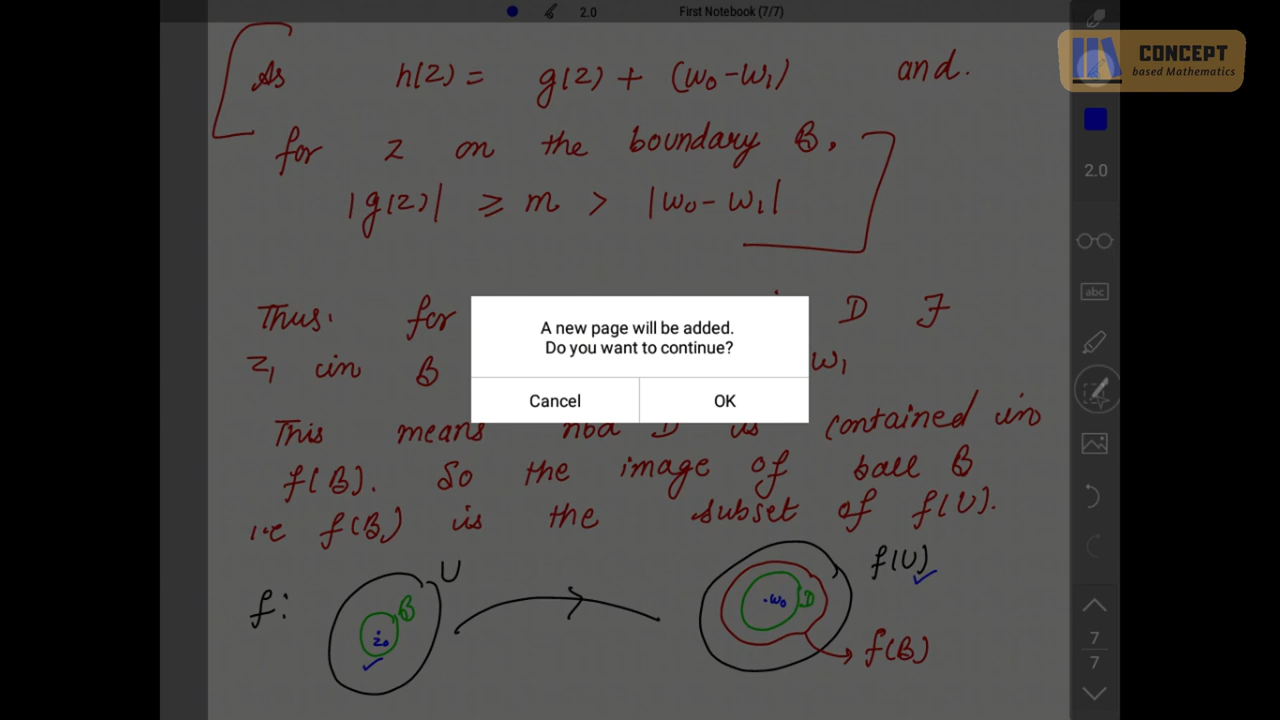 2.0 First Notebook (7/7)
CONCEPT
based Mathematics
As h(z) = g(z) + (w₀-w₁) and.
for z on the boundary B.
|g(z)| ≥ m > |w₀-w₁|
2.0
abc
Thus. for D ∃
z₁ in B w₁
A new page will be added.
Do you want to continue?
Cancel OK
This means nbd D is contained in
f(B). So the image of ball B
i.e f(B) is the subset of f(U).
f: U B z₀ w₀ D f(U)
f(B)
7
7